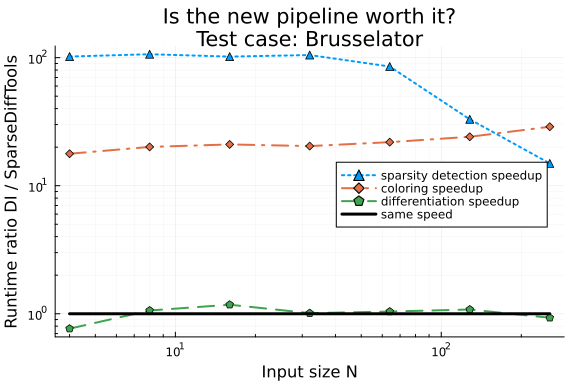 Is the new pipeline worth it?
Test case: Brusselator
Runtime ratio DI / SparseDiffTools
10²
10¹
10⁰
sparsity detection speedup
coloring speedup
differentiation speedup
same speed
10¹
10²
Input size N